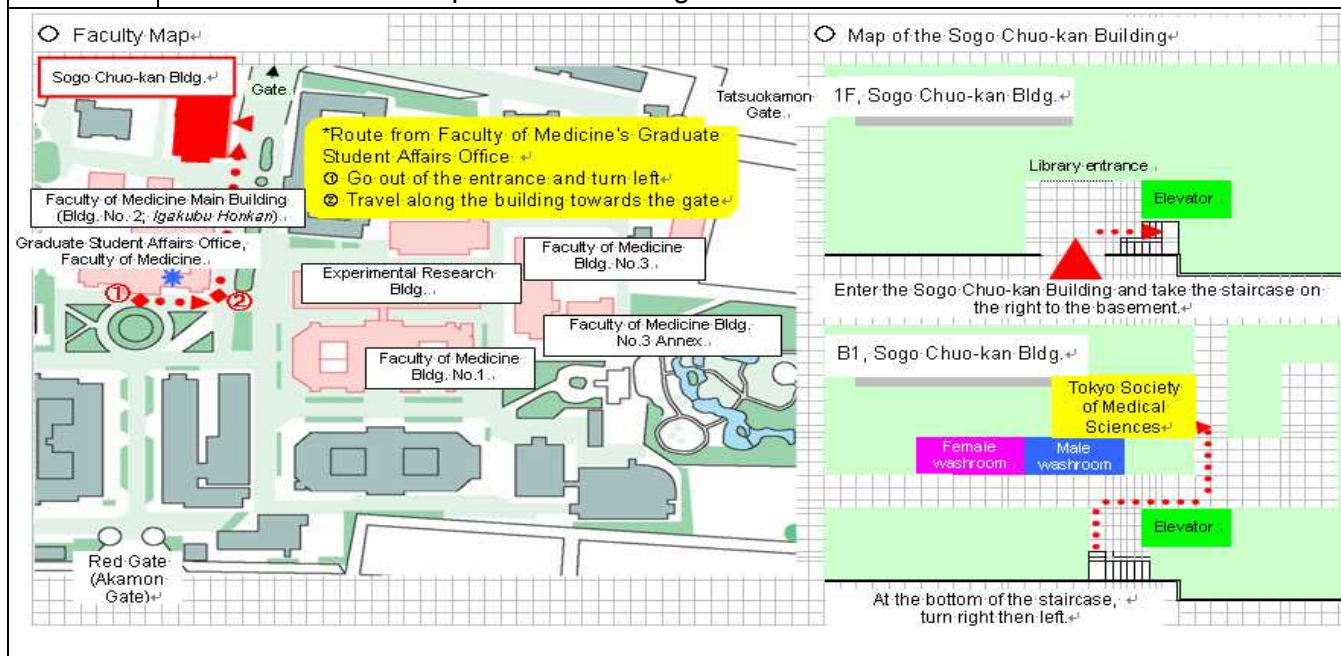 Faculty Map
Sogo Chuo-kan Bldg.
Gate
Tatsuokamon
Gate
*Route from Faculty of Medicine's Graduate
Student Affairs Office
① Go out of the entrance and turn left
② Travel along the building towards the gate
Faculty of Medicine Main Building
(Bldg. No. 2; Igakubu Honkan)
Graduate Student Affairs Office,
Faculty of Medicine
① ②
Experimental Research
Bldg.
Faculty of Medicine
Bldg. No.3
Faculty of Medicine Bldg.
No.3 Annex
Faculty of Medicine
Bldg. No.1
Red Gate
(Akamon
Gate)
Map of the Sogo Chuo-kan Building
1F, Sogo Chuo-kan Bldg.
Library entrance
Elevator
Enter the Sogo Chuo-kan Building and take the staircase on
the right to the basement.
B1, Sogo Chuo-kan Bldg.
Tokyo Society
of Medical
Sciences
Female
washroom
Male
washroom
Elevator
At the bottom of the staircase,
turn right then left.